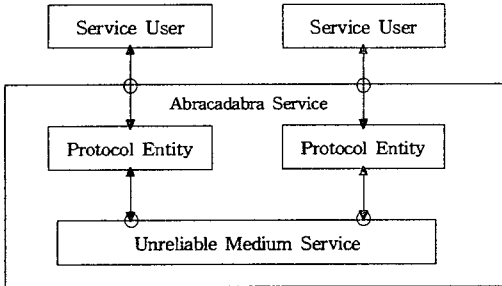 Service User
Service User
Abracadabra Service
Protocol Entity
Protocol Entity
Unreliable Medium Service